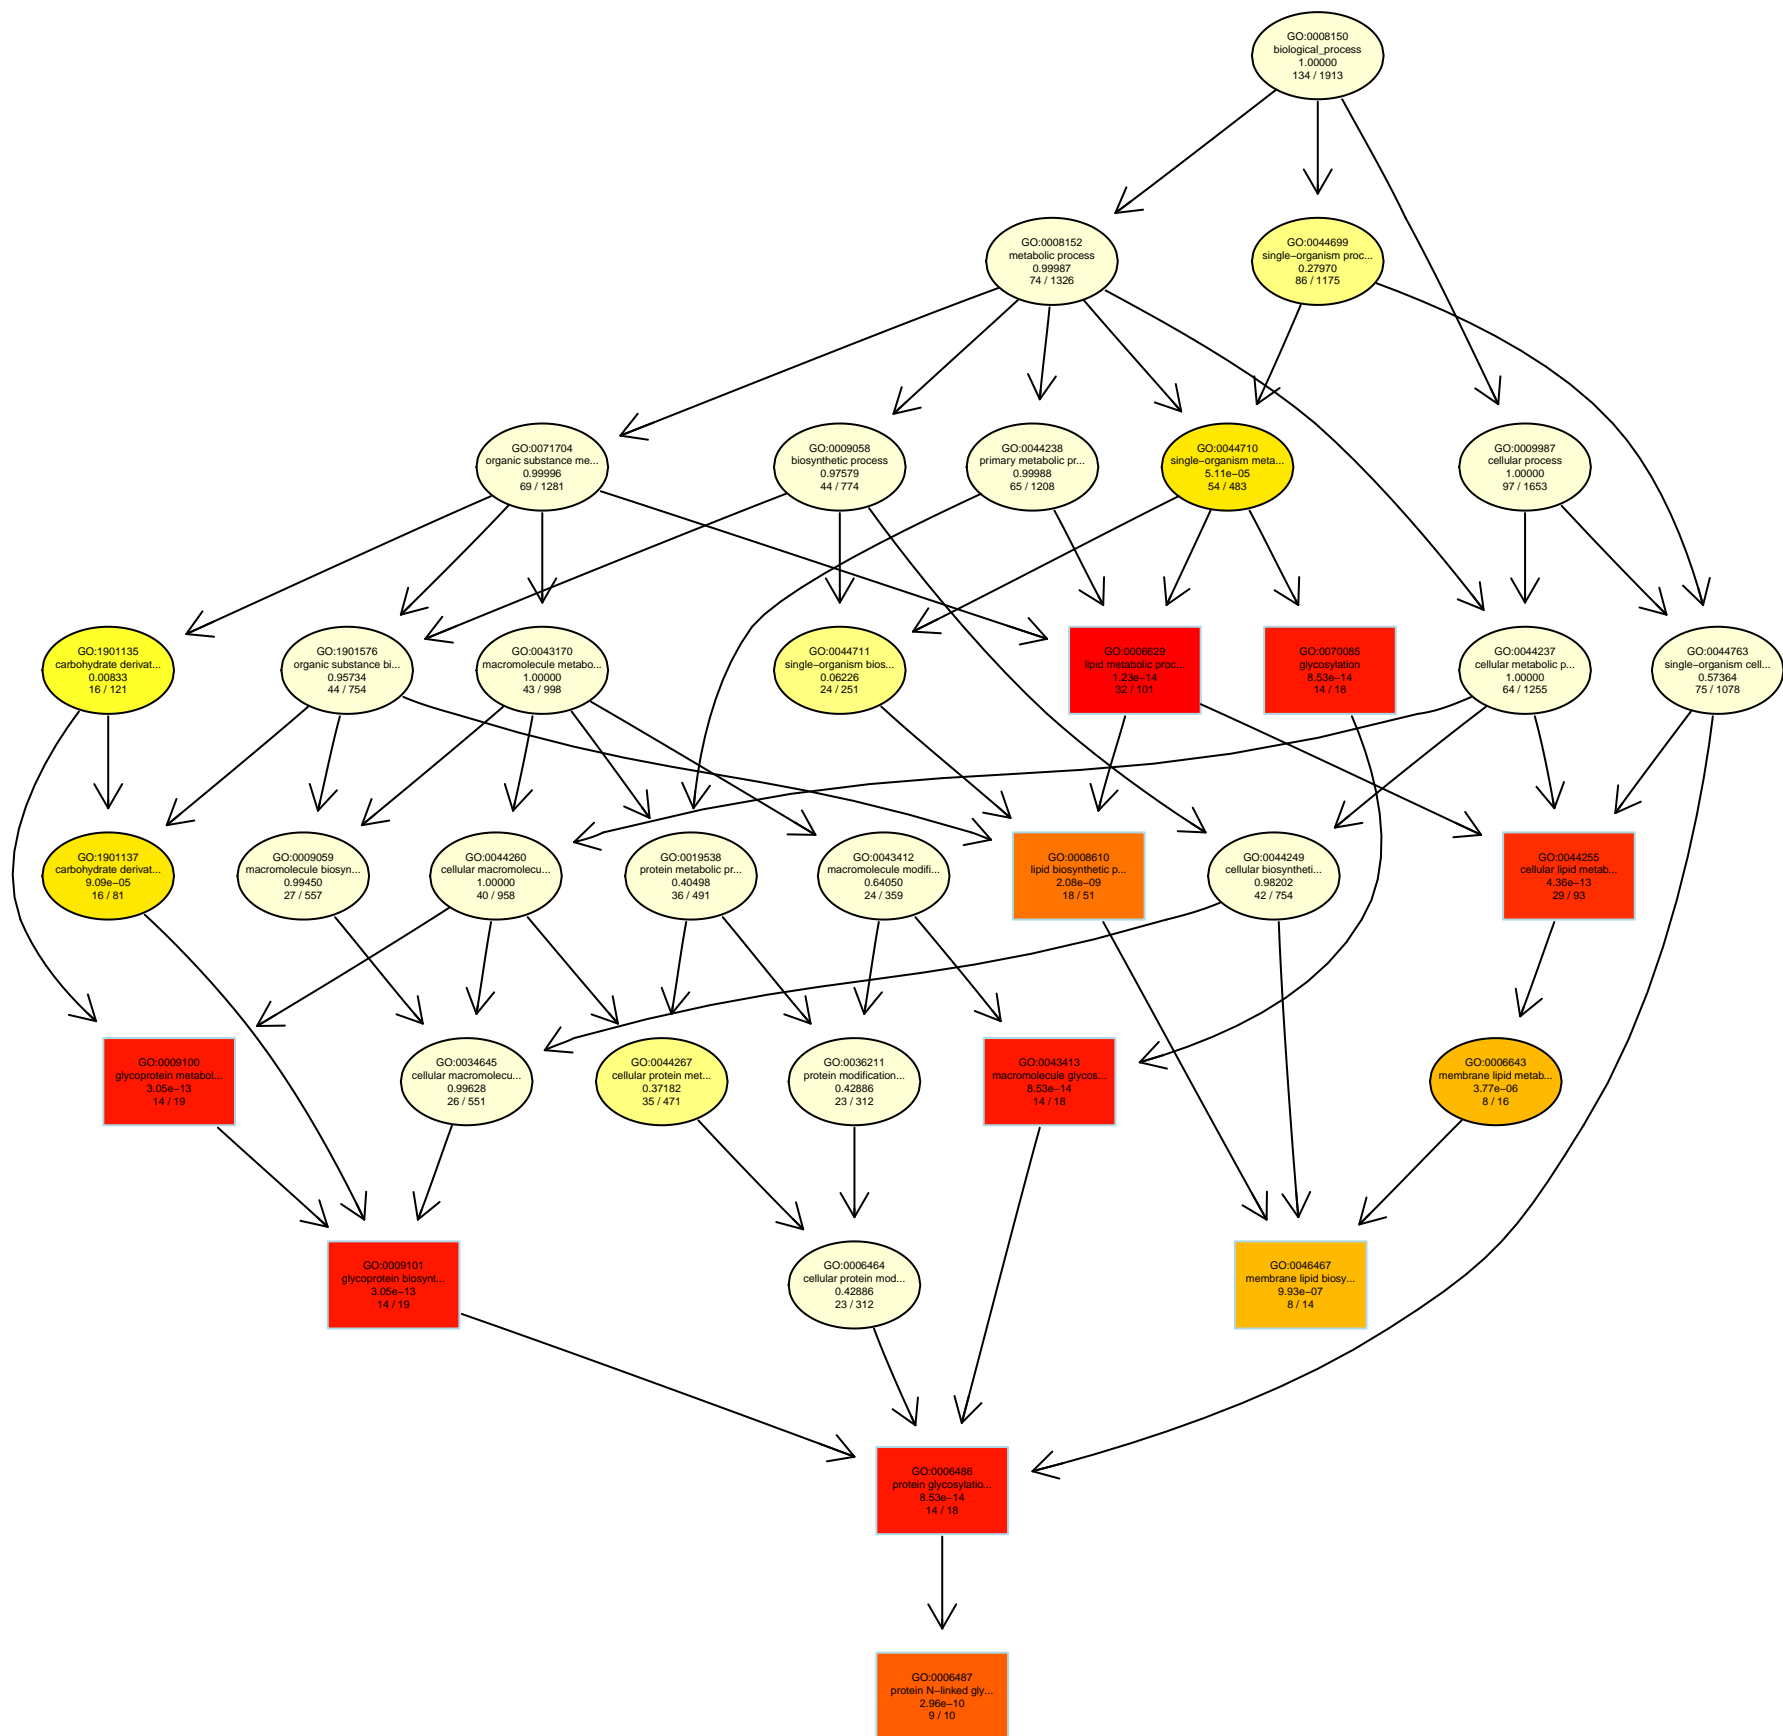 GO:0008150
biological_process
1.00000
134 / 1913
GO:0008152
metabolic process
0.99987
74 / 1326
GO:0044699
single−organism proc...
0.27970
86 / 1175
GO:0071704
organic substance me...
0.99996
69 / 1281
GO:0009058
biosynthetic process
0.97579
44 / 774
GO:0044238
primary metabolic pr...
0.99988
65 / 1208
GO:0044710
single−organism meta...
5.11e−05
54 / 483
GO:0009987
cellular process
1.00000
97 / 1653
GO:1901135
carbohydrate derivat...
0.00833
16 / 121
GO:1901576
organic substance bi...
0.95734
44 / 754
GO:0043170
macromolecule metabo...
1.00000
43 / 998
GO:0044711
single−organism bios...
0.06226
24 / 251
GO:0006629
lipid metabolic proc...
1.23e−14
32 / 101
GO:0070085
glycosylation
8.53e−14
14 / 18
GO:0044237
cellular metabolic p...
1.00000
64 / 1255
GO:0044763
single−organism cell...
0.57364
75 / 1078
GO:1901137
carbohydrate derivat...
9.09e−05
16 / 81
GO:0009059
macromolecule biosyn...
0.99450
27 / 557
GO:0044260
cellular macromolecu...
1.00000
40 / 958
GO:0019538
protein metabolic pr...
0.40498
36 / 491
GO:0043412
macromolecule modifi...
0.64050
24 / 359
GO:0008610
lipid biosynthetic p...
2.08e−09
18 / 51
GO:0044249
cellular biosyntheti...
0.98202
42 / 754
GO:0044255
cellular lipid metab...
4.36e−13
29 / 93
GO:0009100
glycoprotein metabol...
3.05e−13
14 / 19
GO:0034645
cellular macromolecu...
0.99628
26 / 551
GO:0044267
cellular protein met...
0.37182
35 / 471
GO:0036211
protein modification...
0.42886
23 / 312
GO:0043413
macromolecule glycos...
8.53e−14
14 / 18
GO:0006643
membrane lipid metab...
3.77e−06
8 / 16
GO:0009101
glycoprotein biosynt...
3.05e−13
14 / 19
GO:0006464
cellular protein mod...
0.42886
23 / 312
GO:0046467
membrane lipid biosy...
9.93e−07
8 / 14
GO:0006486
protein glycosylatio...
8.53e−14
14 / 18
GO:0006487
protein N−linked gly...
2.96e−10
9 / 10